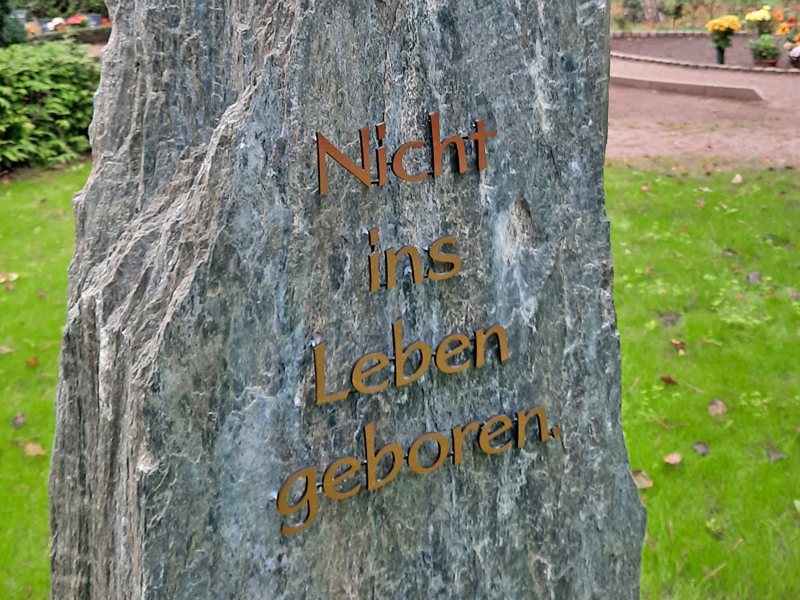 Nicht
ins
Leben
geboren.